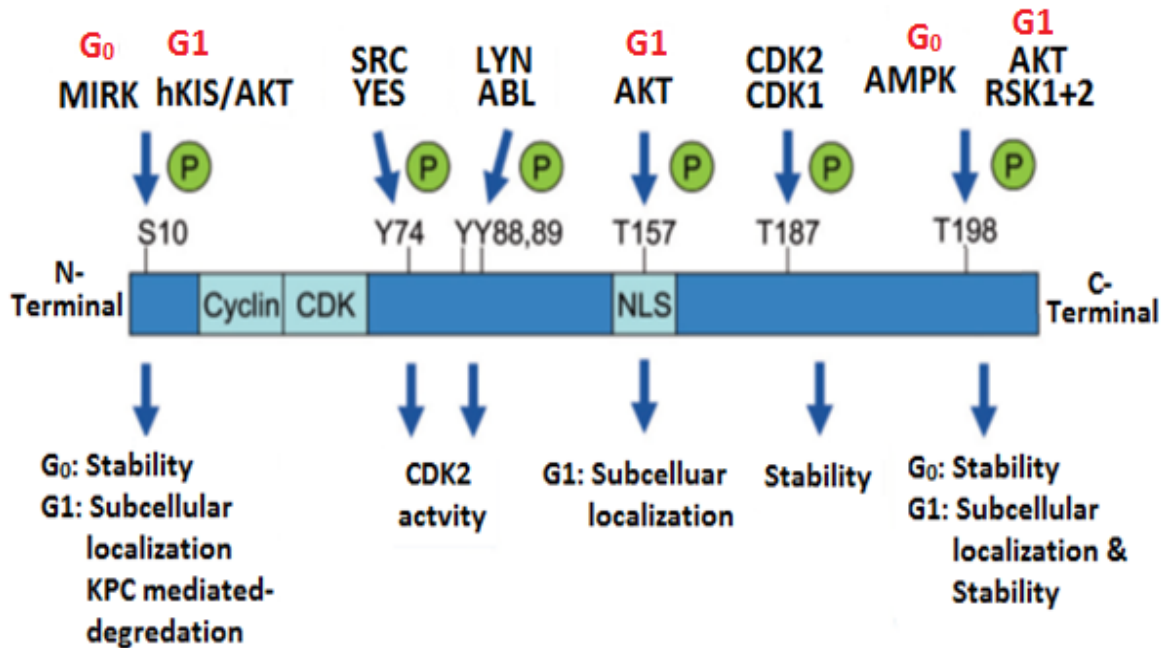 G₀ G1 G1 G₀ G1
MIRK hKIS/AKT SRC LYN AKT CDK2 AMPK AKT
YES ABL CDK1 RSK1+2
P P P P P P
S10 Y74 YY88,89 T157 T187 T198
N-
Terminal
Cyclin CDK NLS
C-
Terminal
G₀: Stability
G1: Subcellular
localization
KPC mediated-
degredation
CDK2
actvity
G1: Subcelluar
localization
Stability
G₀: Stability
G1: Subcellular
localization &
Stability